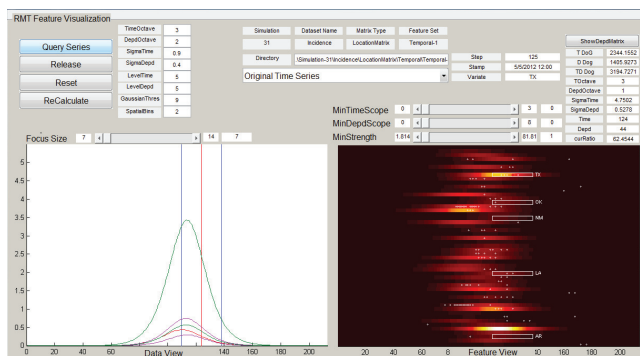 RMT Feature Visualization
Query Series
Release
Reset
ReCalculate
TimeOctave 3
DepdOctave 2
SigmaTime 0.9
SigmaDepd 0.4
LevelTime 5
LevelDepd 5
GaussianThres 9
SpatialBins 2
Simulation Dataset Name Matrix Type Feature Set
31 Incidence LocationMatrix Temporal-1
Directory .\Simulation-31\Incidence\LocationMatrix\Temporal\Temporal-
Original Time Series
Step 125
Stamp 5/5/2012 12:00
Variate TX
ShowDepdMatrix
T DoG 2344.1552
D.Dog 1405.9273
TD Dog 3194.7271
TOctave 3
DepdOctave 1
SigmaTime 4.7502
SigmaDepd 0.5278
Time 124
Depd 44
curRatio 62.4544
MinTimeScope 0 3 0
MinDepdScope 0 8 0
MinStrength 1.814 81.81 1
Focus Size 7 14 7
5
4.5
4
3.5
3
2.5
2
1.5
1
0.5
0
0 20 40 60 80 100 120 138 160 180 200
Data View
TX
OK
NM
LA
AR
20 40 60 8 120 140 160 180 200
Feature View